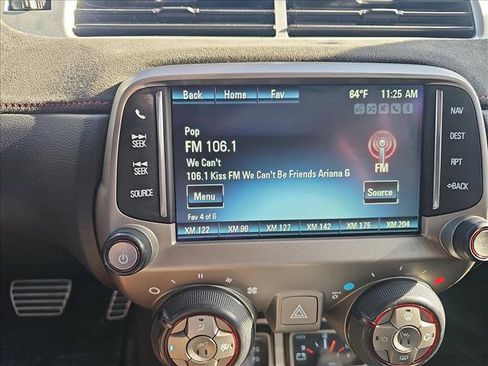 Back Home Fav 64°F 11:25 AM
Pop
FM 106.1
We Can't
106.1 Kiss FM We Can't Be Friends Ariana G
FM
Menu Source
Fav 4 of 6
XM 122 XM 96 XM 127 XM 142 XM 175 XM 204
SEEK
SEEK
SOURCE
NAV
DEST
RPT
BACK